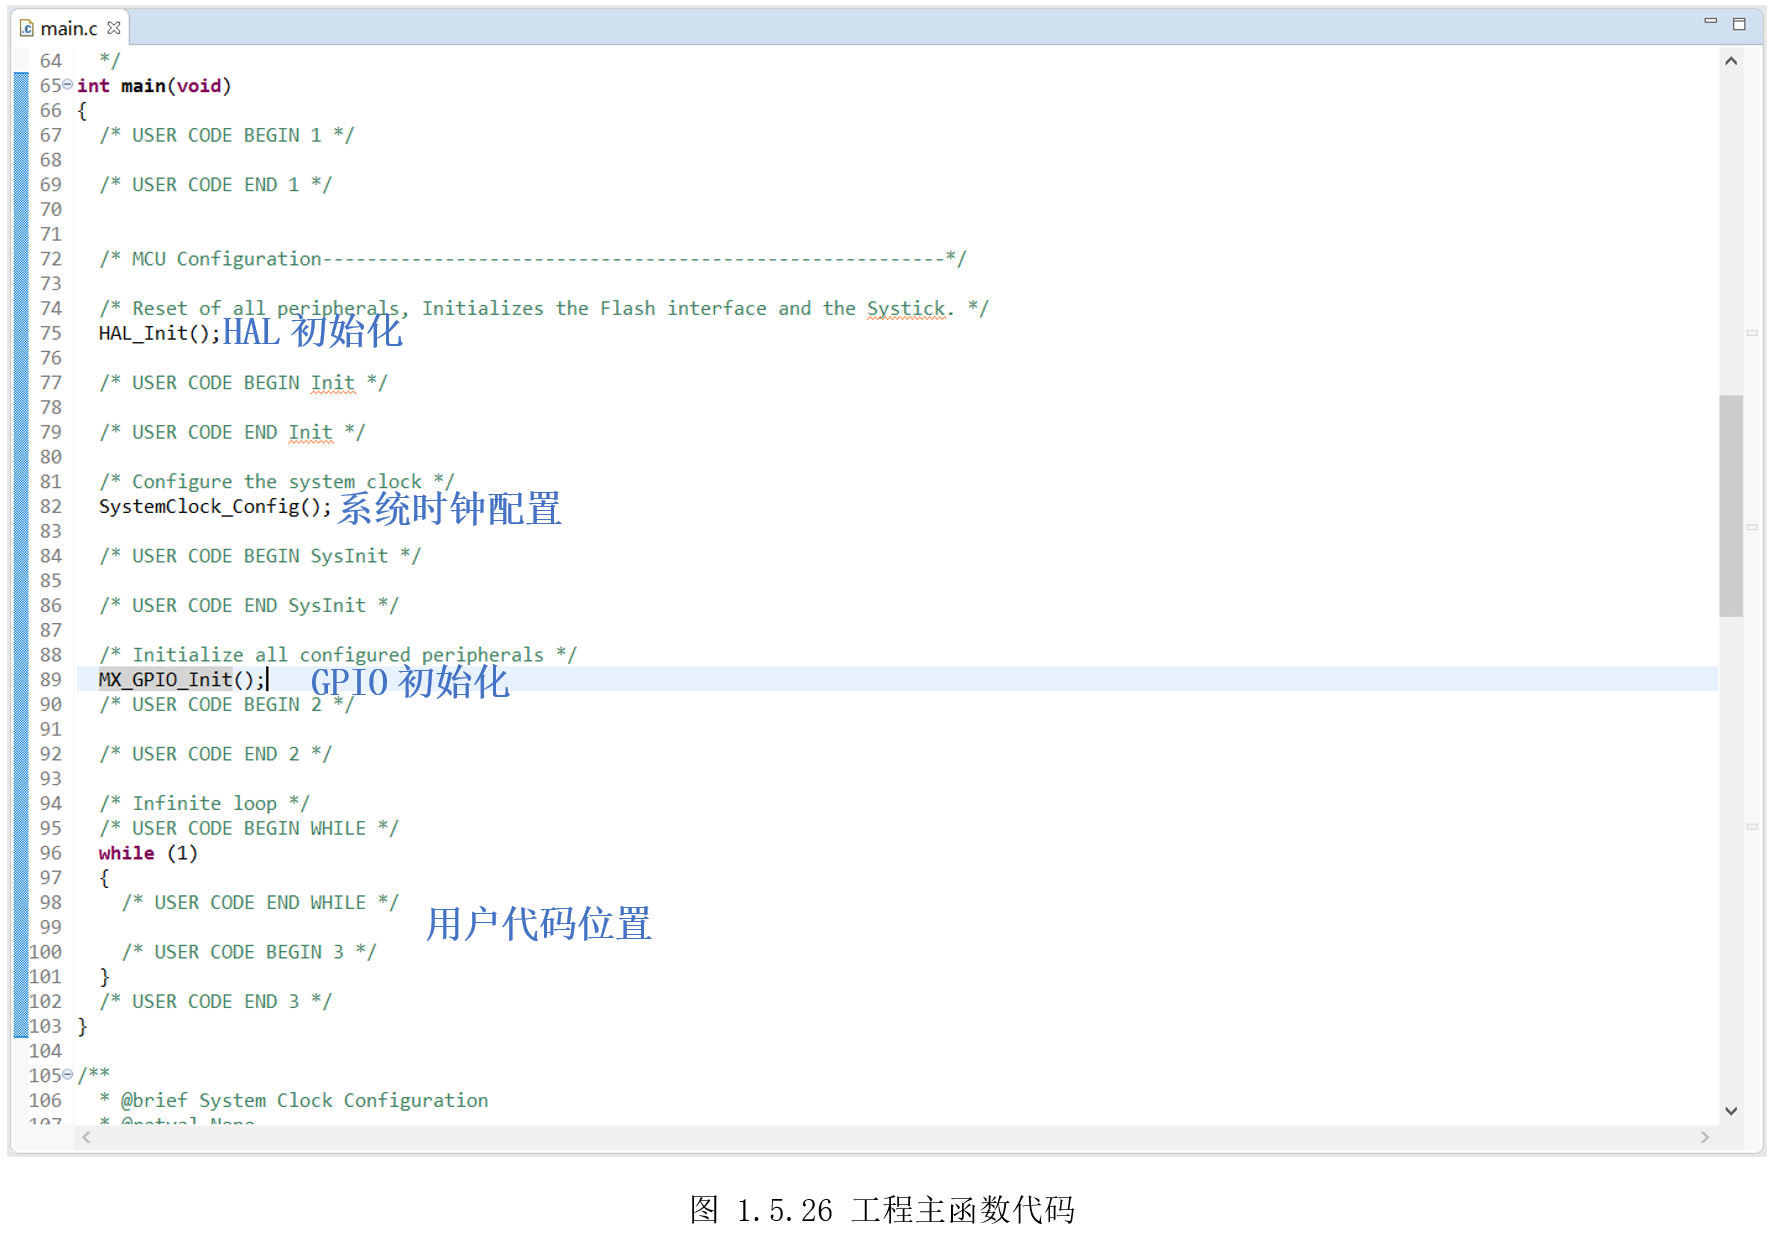 main.c
64 */
65 int main(void)
66 {
67 /* USER CODE BEGIN 1 */
68
69 /* USER CODE END 1 */
70
71
72 /* MCU Configuration--------------------------------------------------------*/
73
74 /* Reset of all peripherals, Initializes the Flash interface and the Systick. */
75 HAL_Init(); HAL 初始化
76
77 /* USER CODE BEGIN Init */
78
79 /* USER CODE END Init */
80
81 /* Configure the system clock */
82 SystemClock_Config(); 系统时钟配置
83
84 /* USER CODE BEGIN SysInit */
85
86 /* USER CODE END SysInit */
87
88 /* Initialize all configured peripherals */
89 MX_GPIO_Init(); GPIO 初始化
90 /* USER CODE BEGIN 2 */
91
92 /* USER CODE END 2 */
93
94 /* Infinite loop */
95 /* USER CODE BEGIN WHILE */
96 while (1)
97 {
98 /* USER CODE END WHILE */
99 用户代码位置
100 /* USER CODE BEGIN 3 */
101 }
102 /* USER CODE END 3 */
103 }
104
105 /**
106 * @brief System Clock Configuration
107 * @retval None
图 1.5.26 工程主函数代码